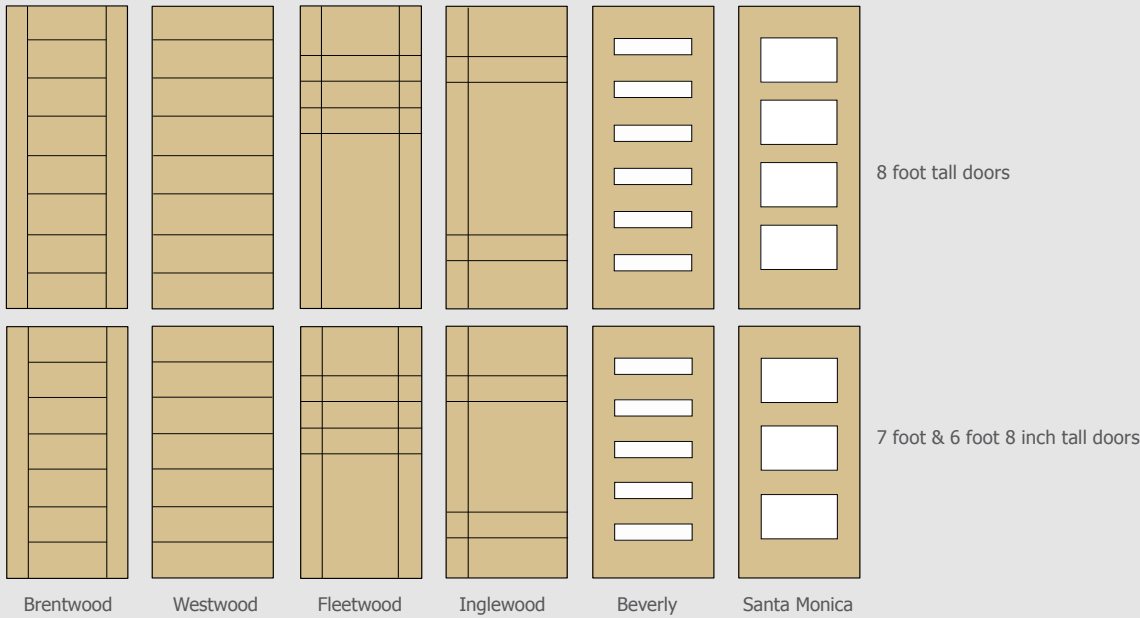 8 foot tall doors
7 foot & 6 foot 8 inch tall doors
Brentwood
Westwood
Fleetwood
Inglewood
Beverly
Santa Monica